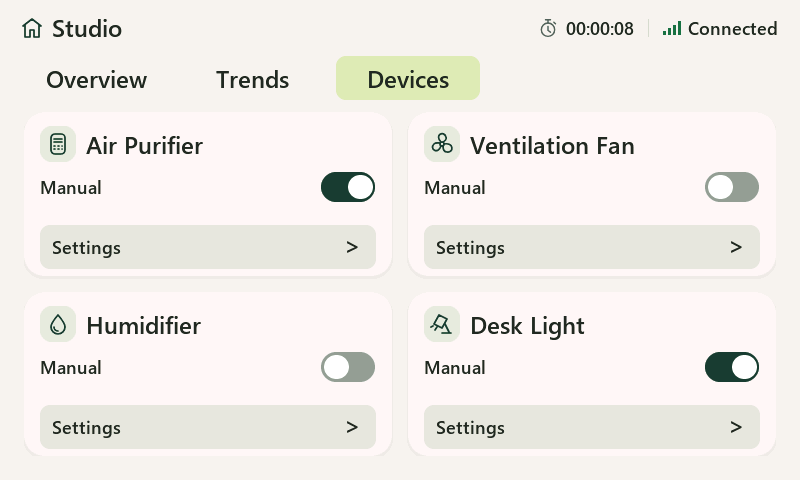 Studio
00:00:08
Connected
Overview
Trends
Devices
Air Purifier
Manual
Settings >
Ventilation Fan
Manual
Settings >
Humidifier
Manual
Settings >
Desk Light
Manual
Settings >